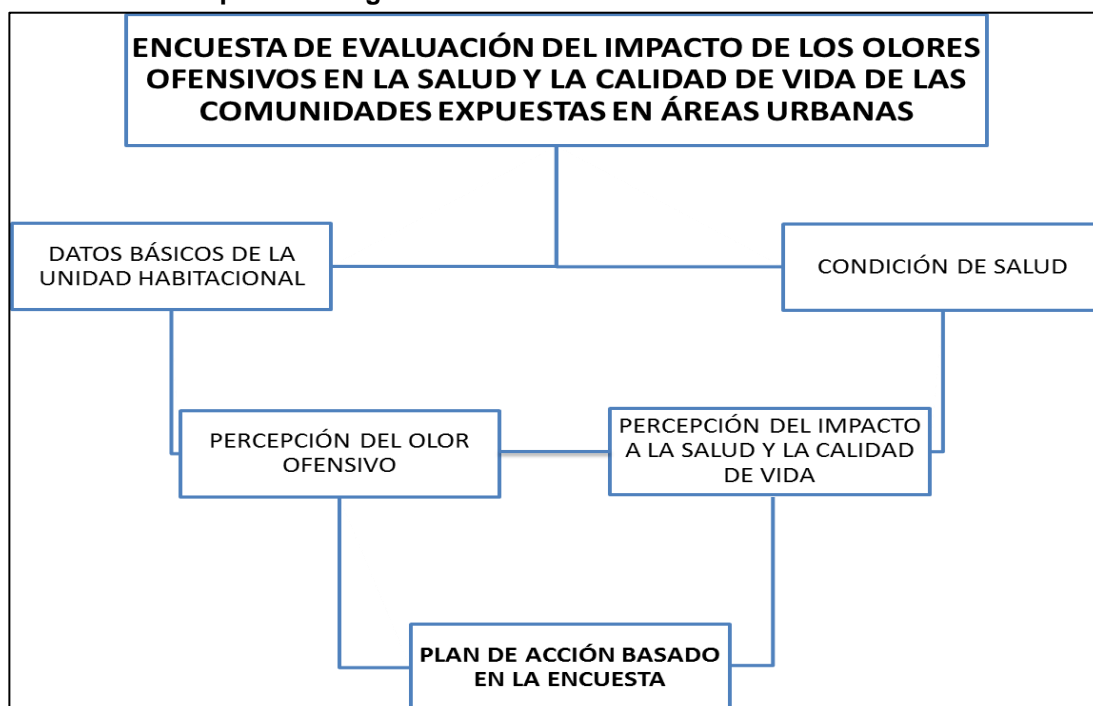 ENCUESTA DE EVALUACIÓN DEL IMPACTO DE LOS OLORES
OFENSIVOS EN LA SALUD Y LA CALIDAD DE VIDA DE LAS
COMUNIDADES EXPUESTAS EN ÁREAS URBANAS
DATOS BÁSICOS DE LA
UNIDAD HABITACIONAL
CONDICIÓN DE SALUD
PERCEPCIÓN DEL OLOR
OFENSIVO
PERCEPCIÓN DEL IMPACTO
A LA SALUD Y LA CALIDAD
DE VIDA
PLAN DE ACCIÓN BASADO
EN LA ENCUESTA